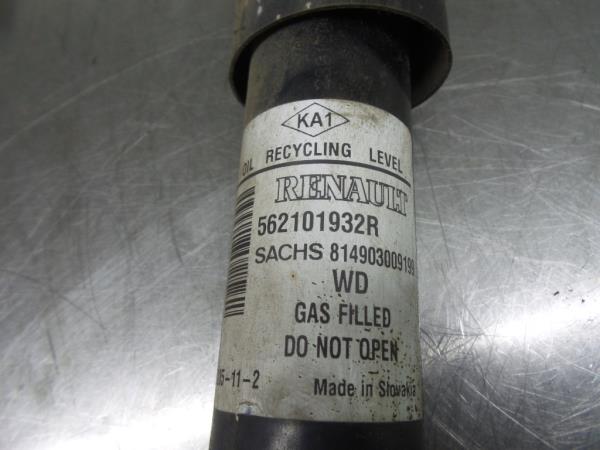 KA1
OIL RECYCLING LEVEL
RENAULT
562101932R
SACHS 814903009199
WD
GAS FILLED
DO NOT OPEN
05-11-2
Made in Slovakia